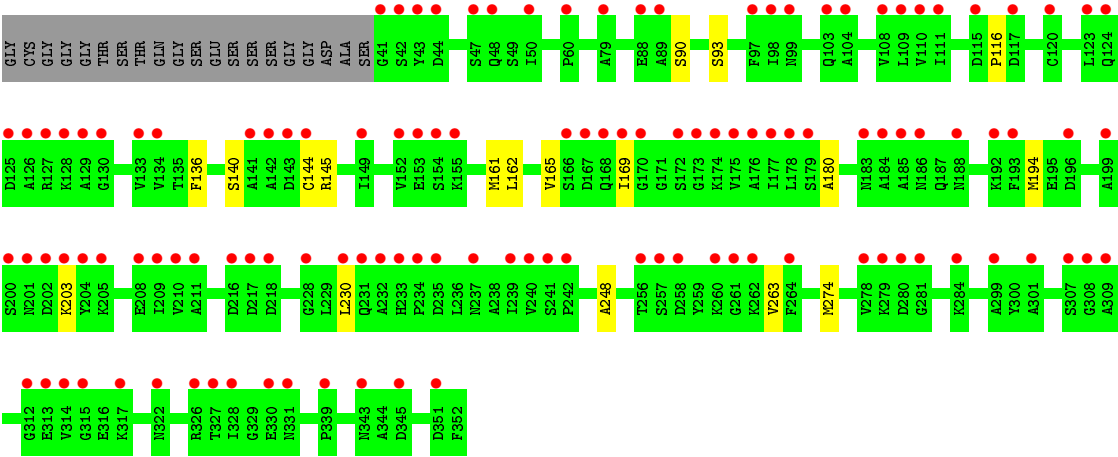 GLY CYS GLY GLY GLY THR SER THR GLN GLY SER SER GLU SER SER SER SER GLY GLY ASP ALA SER G41 S42 Y43 D44 S47 Q48 S49 I50 P60 A79 E88 A89 S90 S93 F97 I98 N99 Q103 A104 V108 L109 V110 I111 D115 P116 D117 C120 L123 Q124
D125 A126 R127 K128 A129 G130 V133 V134 T135 F136 S140 A141 A142 D143 C144 R145 I149 V152 E153 S154 K155 M161 L162 V165 S166 D167 Q168 I169 G170 G171 S172 G173 K174 V175 A176 I177 L178 S179 A180 N183 A184 A185 N186 Q187 N188 K192 F193 M194 E195 D196 A199
S200 N201 D202 K203 Y204 K205 E208 I209 V210 A211 D216 D217 D218 G228 L229 L230 Q231 A232 H233 P234 D235 L236 N237 A238 I239 V240 S241 P242 A248 T256 S257 D258 Y259 K260 G261 K262 V263 F264 M274 V278 K279 D280 G281 K284 A299 Y300 A301 S307 G308 A309
G312 E313 V314 G315 E316 K317 N322 R326 T327 I328 G329 E330 N331 P339 N343 A344 D345 D351 F352